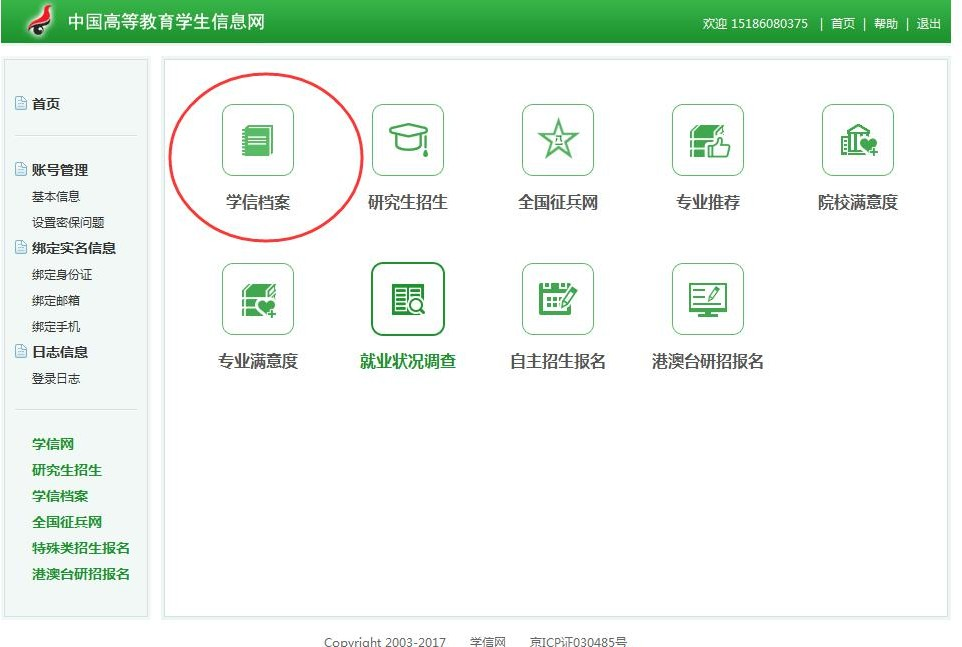 中国高等教育学生信息网
欢迎 15186080375 | 首页 | 帮助 | 退出
首页
账号管理
基本信息
设置密保问题
绑定实名信息
绑定身份证
绑定邮箱
绑定手机
日志信息
登录日志
学信网
研究生招生
学信档案
全国征兵网
特殊类招生报名
港澳台研招报名
学信档案 研究生招生 全国征兵网 专业推荐 院校满意度
专业满意度 就业状况调查 自主招生报名 港澳台研招报名
Copyright 2003-2017 学信网 京ICP证030485号